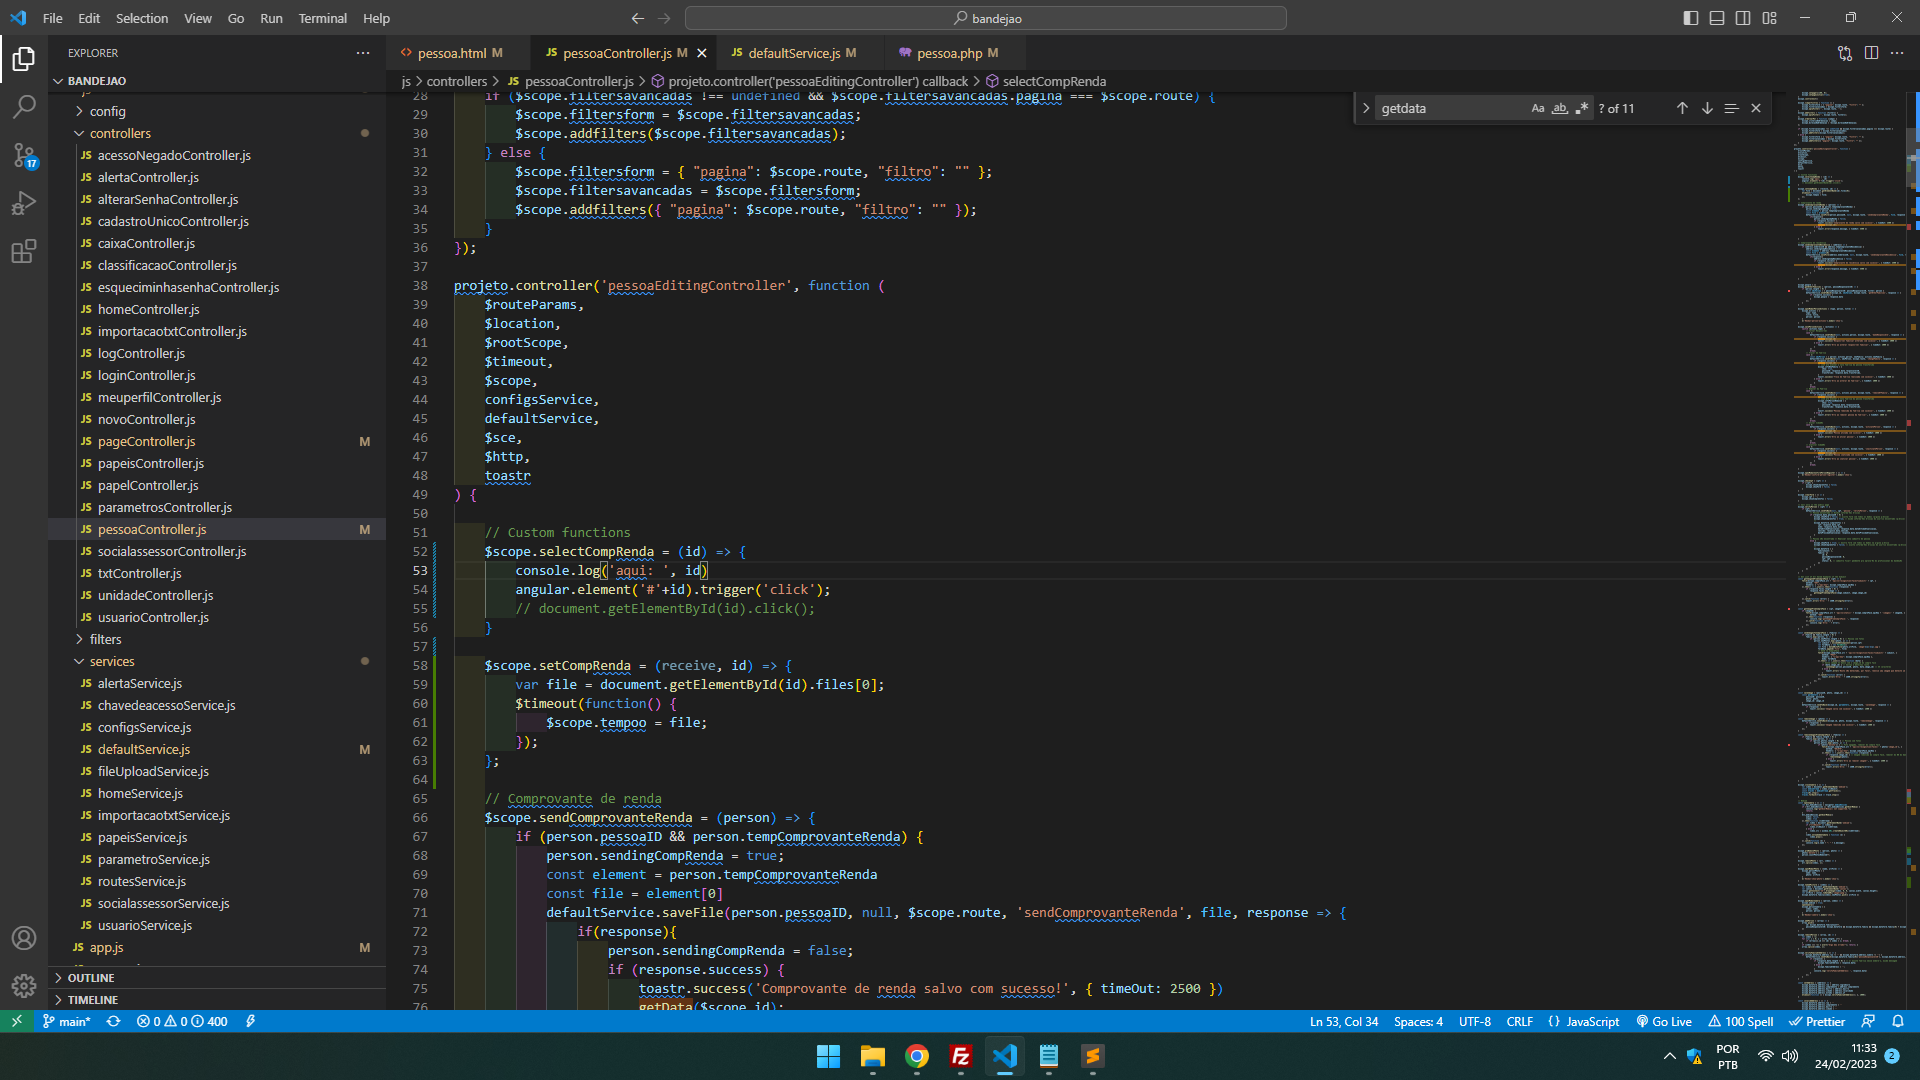 File Edit Selection View Go Run Terminal Help
bandejao
EXPLORER
BANDEJAO
config
controllers
JS acessoNegadoController.js
JS alertaController.js
JS alterarSenhaController.js
JS cadastroUnicoController.js
JS caixaController.js
JS classificacaoController.js
JS esqueciminhasenhaController.js
JS homeController.js
JS importacaotxtController.js
JS logController.js
JS loginController.js
JS meuperfilController.js
JS novoController.js
JS pageController.js M
JS papeisController.js
JS papelController.js
JS parametrosController.js
JS pessoaController.js M
JS socialassessorController.js
JS txtController.js
JS unidadeController.js
JS usuarioController.js
filters
services
JS alertaService.js
JS chavedeacessoService.js
JS configsService.js
JS defaultService.js M
JS fileUploadService.js
JS homeService.js
JS importacaotxtService.js
JS papeisService.js
JS parametroService.js
JS routesService.js
JS socialassessorService.js
JS usuarioService.js
JS app.js M
OUTLINE
TIMELINE
17
<> pessoa.html M
JS pessoaController.js M
JS defaultService.js M
pessoa.php M
js > controllers > JS pessoaController.js > projeto.controller('pessoaEditingController') callback > selectCompRenda
getdata Aa ab ? of 11
28 if ($scope.filtersavancadas !== undefined && $scope.filtersavancadas.pagina === $scope.route) {
29 $scope.filtersform = $scope.filtersavancadas;
30 $scope.addfilters($scope.filtersavancadas);
31 } else {
32 $scope.filtersform = { "pagina": $scope.route, "filtro": "" };
33 $scope.filtersavancadas = $scope.filtersform;
34 $scope.addfilters({ "pagina": $scope.route, "filtro": "" });
35 }
36 });
37
38 projeto.controller('pessoaEditingController', function (
39 $routeParams,
40 $location,
41 $rootScope,
42 $timeout,
43 $scope,
44 configsService,
45 defaultService,
46 $sce,
47 $http,
48 toastr
49 ) {
50
51 // Custom functions
52 $scope.selectCompRenda = (id) => {
53 console.log('aqui: ', id)
54 angular.element('#'+id).trigger('click');
55 // document.getElementById(id).click();
56 }
57
58 $scope.setCompRenda = (receive, id) => {
59 var file = document.getElementById(id).files[0];
60 $timeout(function() {
61 $scope.tempoo = file;
62 });
63 };
64
65 // Comprovante de renda
66 $scope.sendComprovanteRenda = (person) => {
67 if (person.pessoaID && person.tempComprovanteRenda) {
68 person.sendingCompRenda = true;
69 const element = person.tempComprovanteRenda
70 const file = element[0]
71 defaultService.saveFile(person.pessoaID, null, $scope.route, 'sendComprovanteRenda', file, response => {
72 if(response){
73 person.sendingCompRenda = false;
74 if (response.success) {
75 toastr.success('Comprovante de renda salvo com sucesso!', { timeOut: 2500 })
76 getData($scope.id);
main* 0 0 400
Ln 53, Col 34 Spaces: 4 UTF-8 CRLF {} JavaScript Go Live 100 Spell Prettier
POR
PTB
11:33
24/02/2023
2